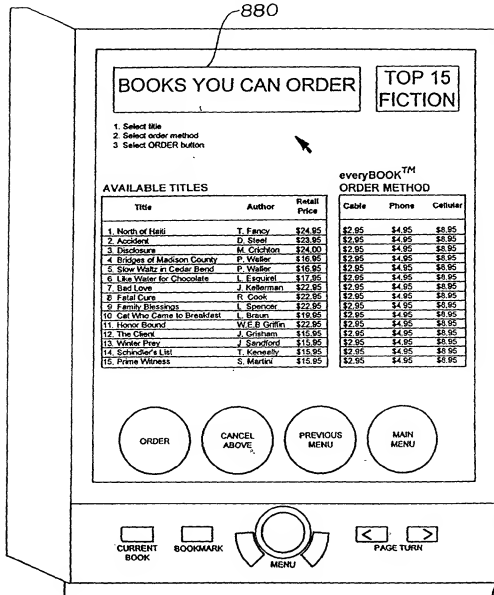 880
BOOKS YOU CAN ORDER
TOP 15
FICTION
1. Select title
2. Select order method
3 Select ORDER button
everyBOOK™
AVAILABLE TITLES ORDER METHOD
Title Author Retail Price Cable Phone Cellular
1. North of Haiti T. Fancy $24.95 $2.95 $4.95 $8.95
2. Accident D. Steel $23.95 $2.95 $4.95 $8.95
3. Disclosure M. Crichton $24.00 $2.95 $4.95 $8.95
4 Bridges of Madison County P. Waller $16.95 $2.95 $4.95 $8.95
5. Slow Waltz in Cedar Bend P. Waller $16.95 $2.95 $4.95 $8.95
6. Like Water for Chocolate L. Esquirel $17.95 $2.95 $4.95 $8.95
7. Bad Love J. Kellerman $22.95 $2.95 $4.95 $8.95
8 Fatal Cure R. Cook $22.95 $2.95 $4.95 $8.95
9 Family Blessings L. Spencer $22.95 $2.95 $4.95 $8.95
10 Cat Who Came to Breakfast L. Braun $19.95 $2.95 $4.95 $8.95
11. Honor Bound W.E.B Griffin $22.95 $2.95 $4.95 $8.95
12. The Client J. Grisham $15.95 $2.95 $4.95 $8.95
13. Winter Prey J. Sandford $15.95 $2.95 $4.95 $8.95
14. Schindler's List T. Keneally $15.95 $2.95 $4.95 $8.95
15. Prime Witness S. Martini $15.95 $2.95 $4.95 $8.95
ORDER
CANCEL
ABOVE
PREVIOUS
MENU
MAIN
MENU
< >
CURRENT
BOOK
BOOKMARK
MENU
PAGE TURN